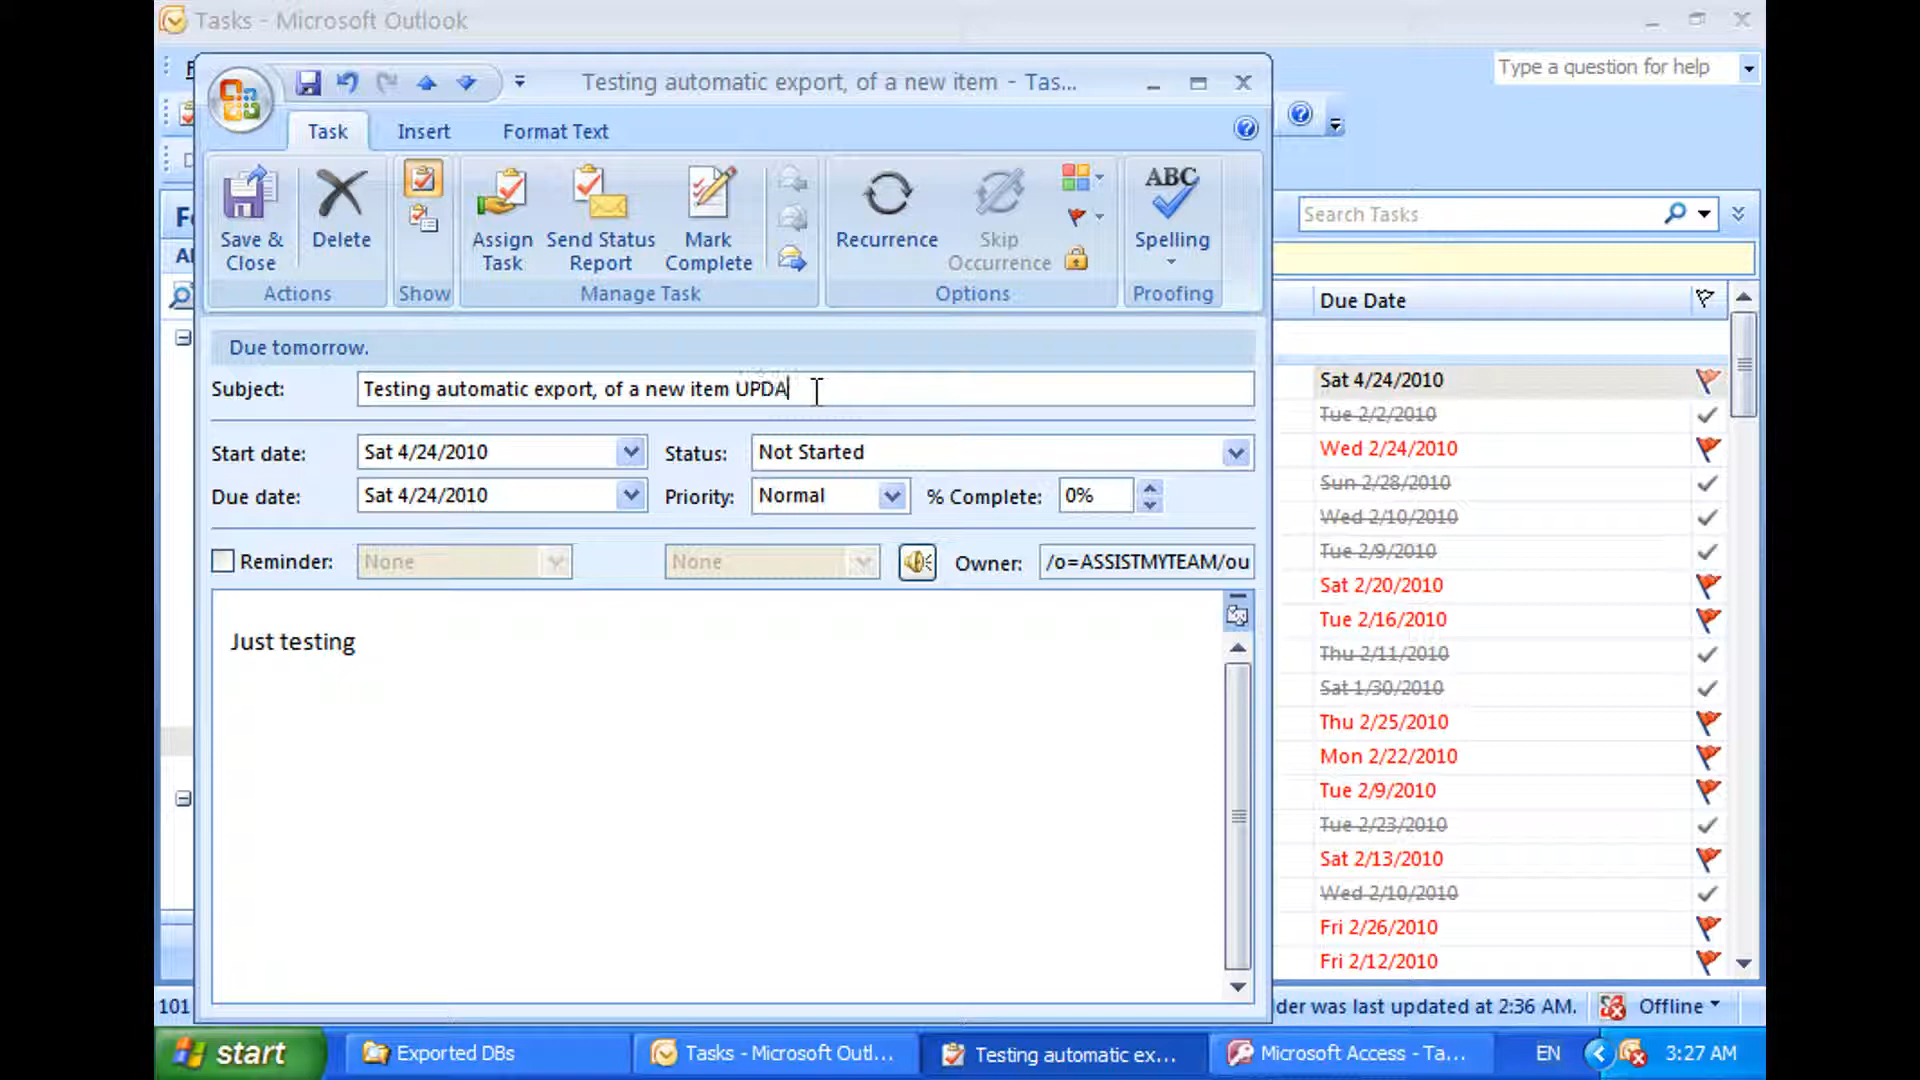 Tasks - Microsoft Outlook
Type a question for help
Testing automatic export, of a new item - Tas...
Task Insert Format Text
Save & Close
Delete
Assign Task
Send Status Report
Mark Complete
Recurrence
Skip Occurrence
ABC
Spelling
Actions Show Manage Task Options Proofing
Search Tasks
Due tomorrow.
Subject: Testing automatic export, of a new item UPDA
Start date: Sat 4/24/2010 Status: Not Started
Due date: Sat 4/24/2010 Priority: Normal % Complete: 0%
Reminder: None None Owner: /o=ASSISTMYTEAM/ou
Just testing
Due Date
Sat 4/24/2010
Tue 2/2/2010
Wed 2/24/2010
Sun 2/28/2010
Wed 2/10/2010
Tue 2/9/2010
Sat 2/20/2010
Tue 2/16/2010
Thu 2/11/2010
Sat 1/30/2010
Thu 2/25/2010
Mon 2/22/2010
Tue 2/9/2010
Tue 2/23/2010
Sat 2/13/2010
Wed 2/10/2010
Fri 2/26/2010
Fri 2/12/2010
101
der was last updated at 2:36 AM. Offline
start Exported DBs Tasks - Microsoft Outl... Testing automatic ex... Microsoft Access - Ta... EN 3:27 AM